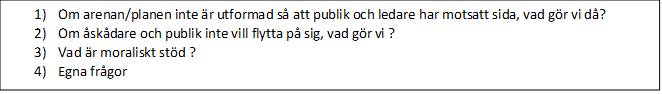 1) Om arenan/planen inte är utformad så att publik och ledare har motsatt sida, vad gör vi då?
2) Om åskådare och publik inte vill flytta på sig, vad gör vi ?
3) Vad är moraliskt stöd ?
4) Egna frågor